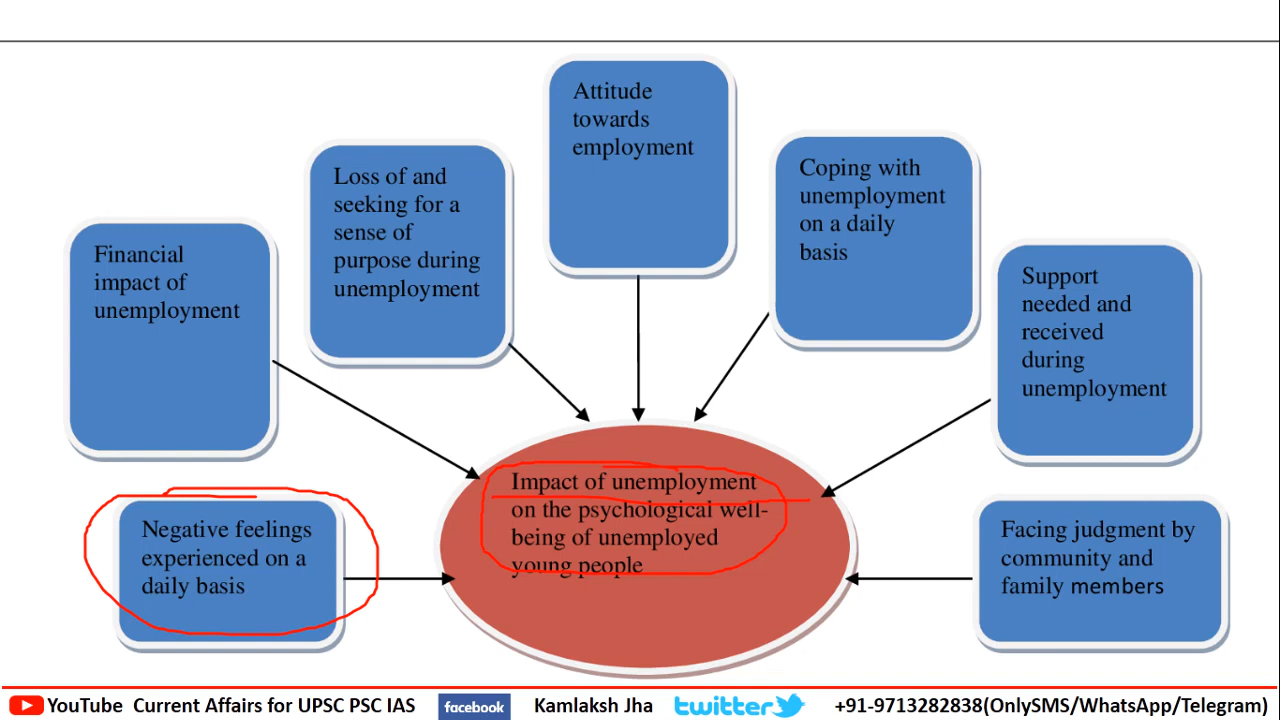 Attitude
towards
employment
Loss of and
seeking for a
sense of
purpose during
unemployment
Coping with
unemployment
on a daily
basis
Financial
impact of
unemployment
Support
needed and
received
during
unemployment
Impact of unemployment
on the psychological well-
being of unemployed
young people
Negative feelings
experienced on a
daily basis
Facing judgment by
community and
family members
YouTube Current Affairs for UPSC PSC IAS facebook Kamlaksh Jha twitter +91-9713282838(OnlySMS/WhatsApp/Telegram)